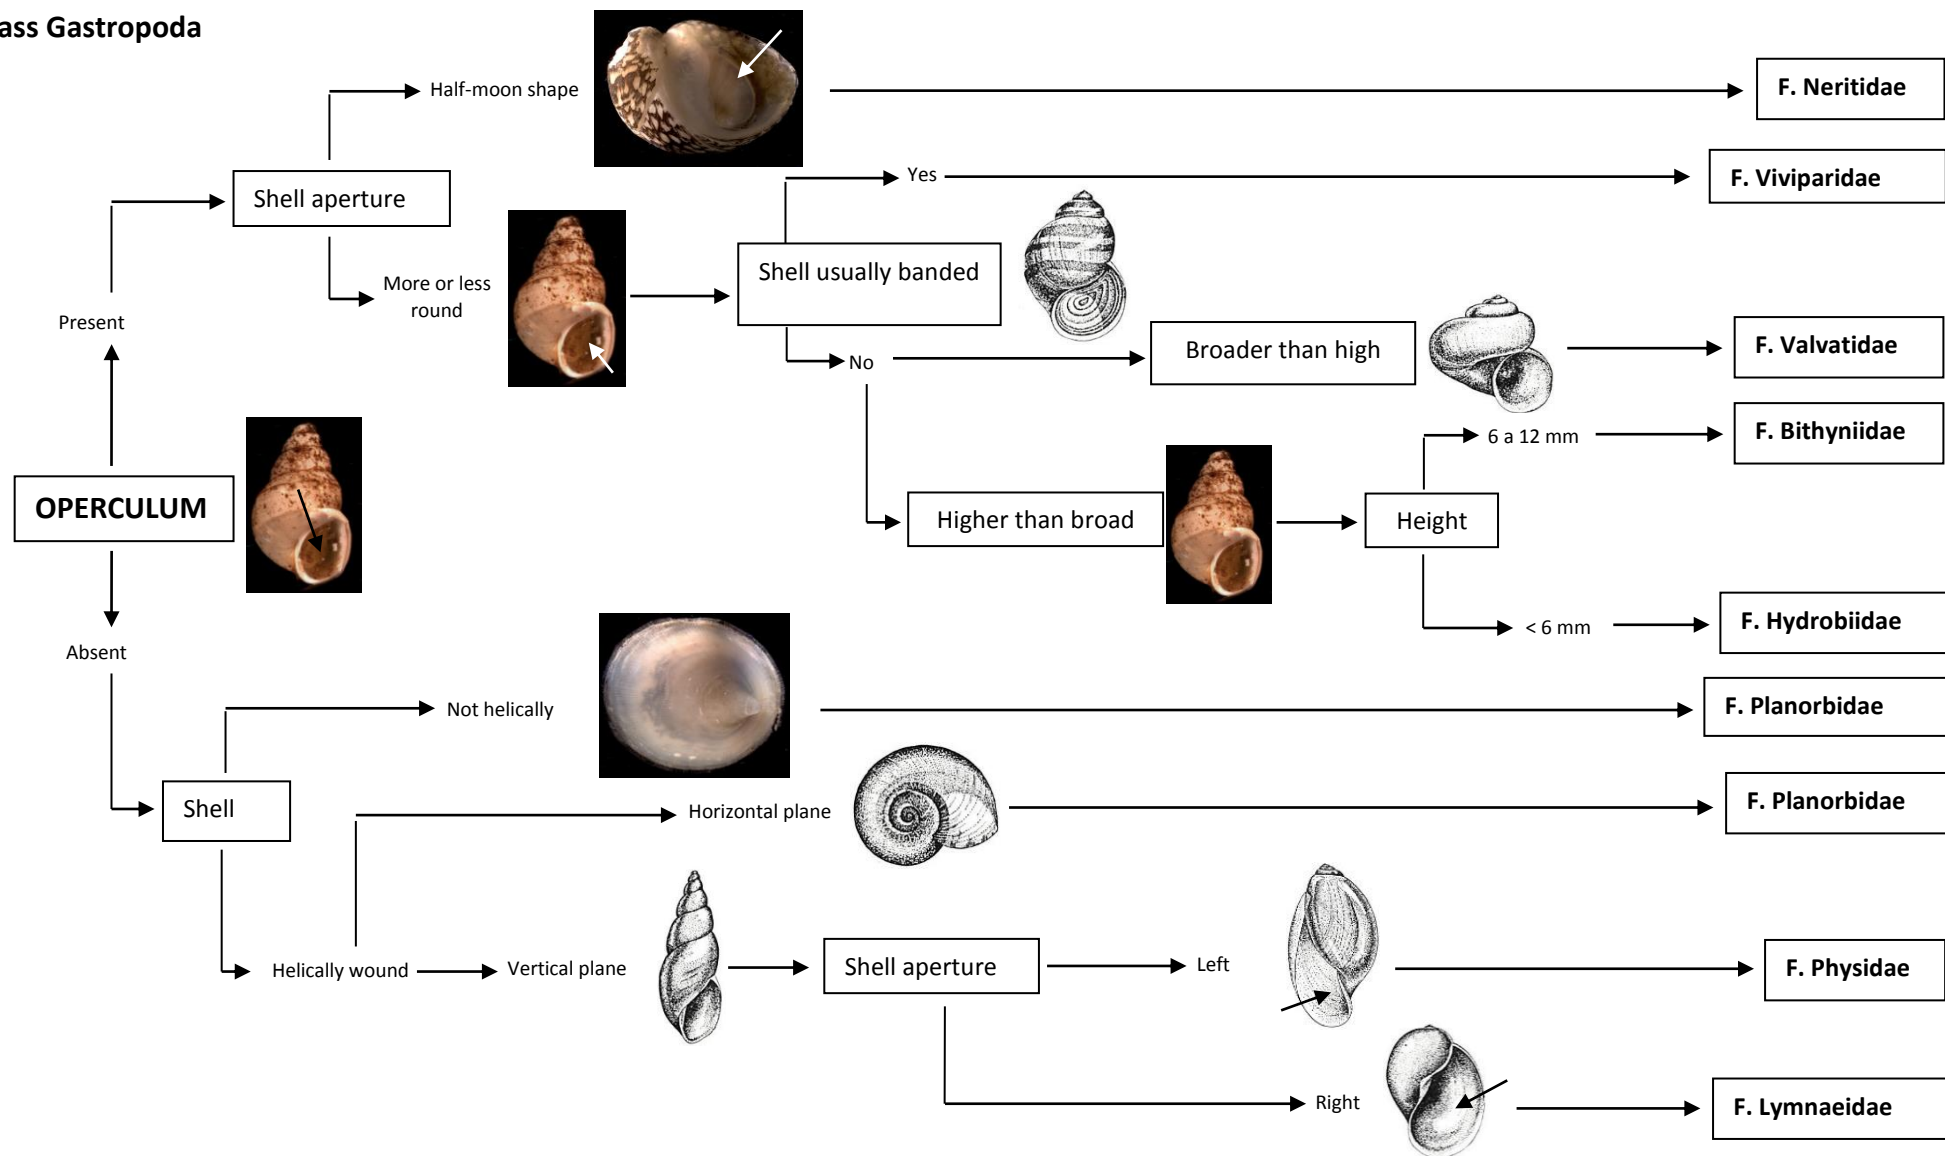 ass Gastropoda
Half-moon shape
F. Neritidae
Yes
F. Viviparidae
Shell aperture
Shell usually banded
More or less
round
Present
No
Broader than high
F. Valvatidae
6 a 12 mm
F. Bithyniidae
OPERCULUM
Higher than broad
Height
< 6 mm
F. Hydrobiidae
Absent
Not helically
F. Planorbidae
Shell
Horizontal plane
F. Planorbidae
Helically wound
Vertical plane
Shell aperture
Left
F. Physidae
Right
F. Lymnaeidae